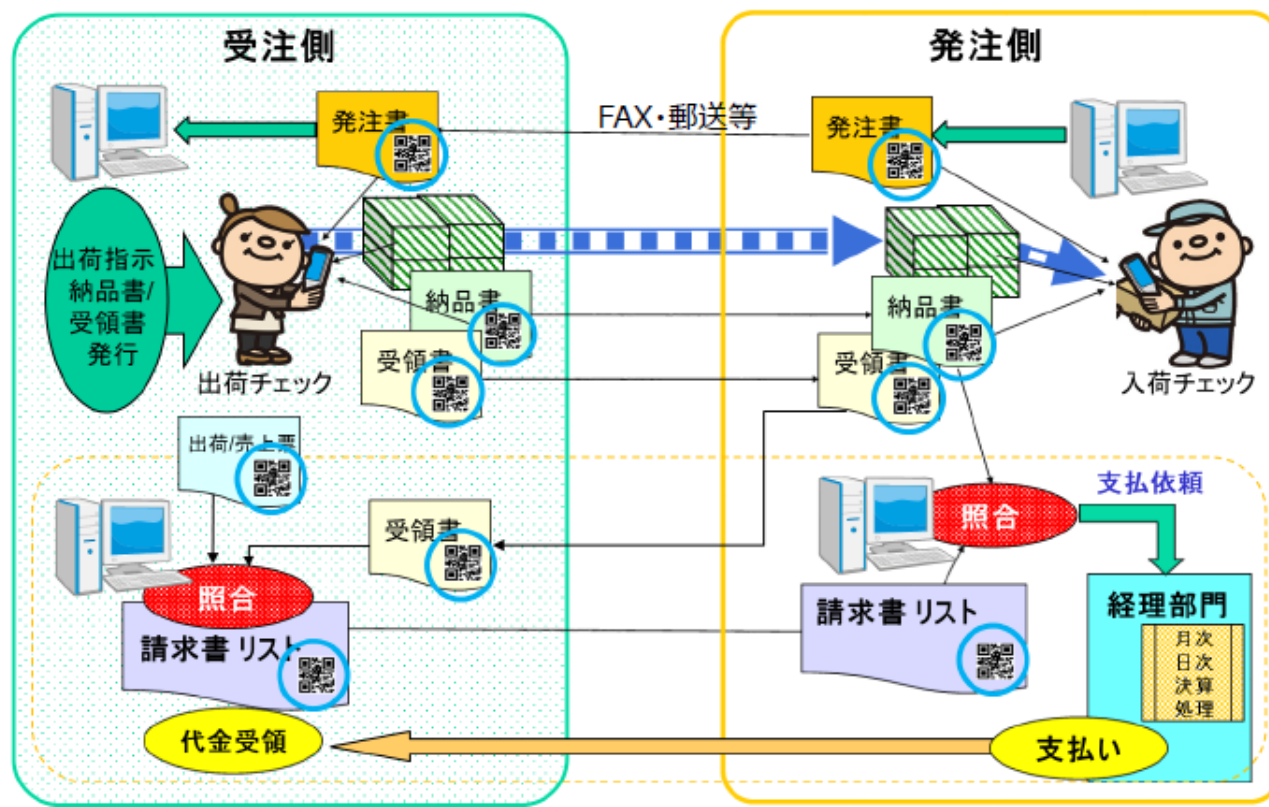 受注側
発注側
発注書
FAX・郵送等
発注書
出荷指示
納品書/
受領書
発行
納品書
納品書
受領書
受領書
出荷チェック
入荷チェック
出荷/売上票
支払依頼
受領書
照合
照合
請求書 リスト
請求書 リスト
経理部門
月次
日次
決算
処理
代金受領
支払い